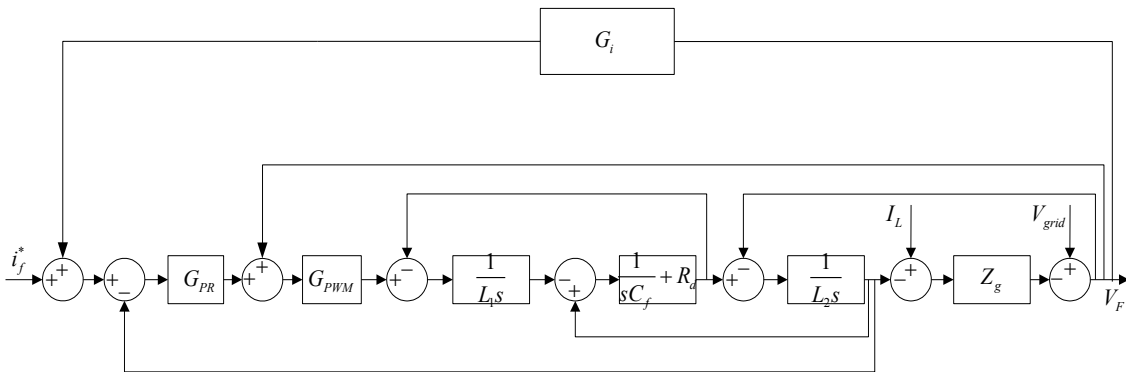 G_i
I_L
V_grid
i_f^*
+ +
+ −
G_PR
+ +
G_PWM
+ −
1/(L_1 s)
− +
1/(sC_f) + R_d
+ −
1/(L_2 s)
− +
Z_g
− +
V_F